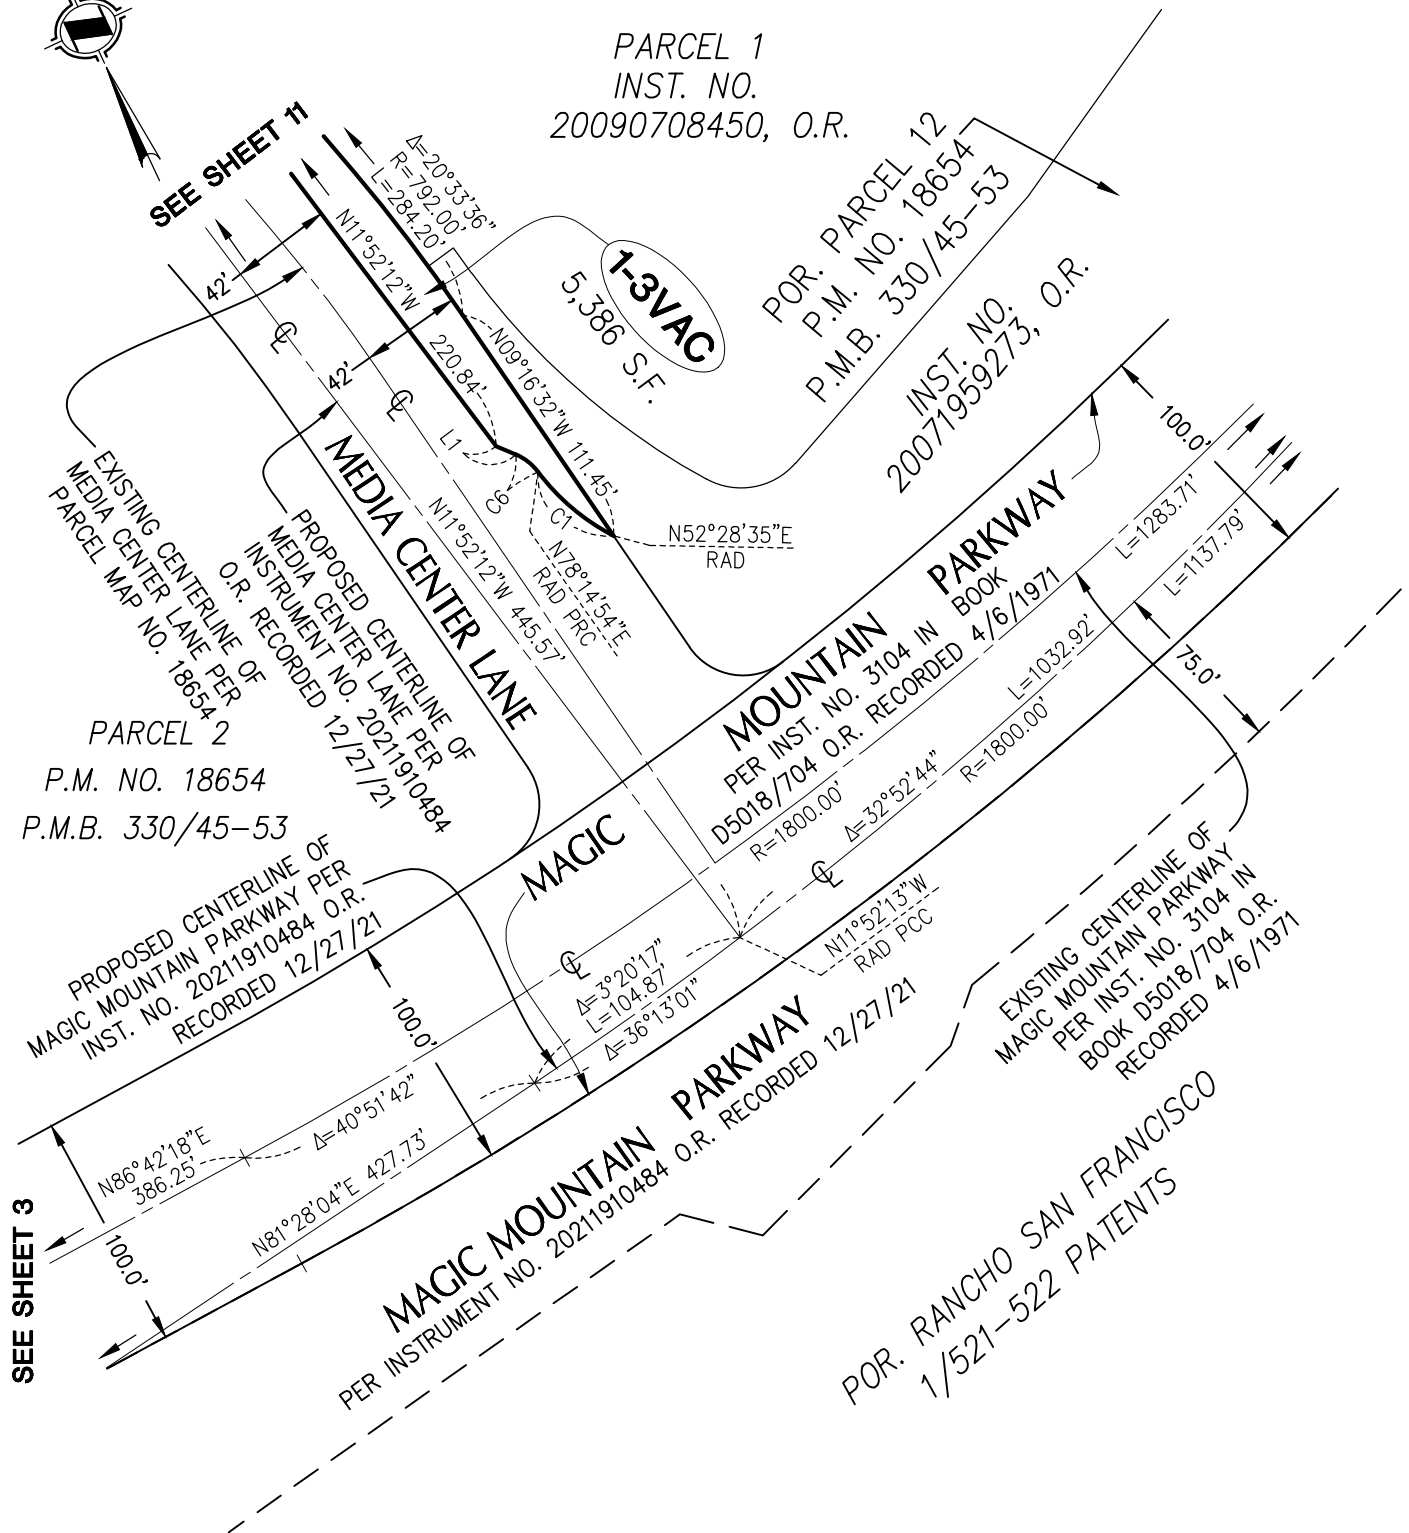 PARCEL 1
INST. NO.
20090708450, O.R.
SEE SHEET 11
Δ=20°33'36"
R=792.00'
L=284.20'
N11°52'12"W
220.84'
42'
42'
℄
℄
1-3VAC
5,386 S.F.
POR. PARCEL 12
P.M. NO. 18654
P.M.B. 330/45-53
INST. NO.
20071959273, O.R.
N09°16'32"W 111.45'
L1
C6
C1
N52°28'35"E
RAD
N78°14'54"E
RAD PRC
MEDIA CENTER LANE
N11°52'12"W 445.57'
EXISTING CENTERLINE OF
MEDIA CENTER LANE PER
PARCEL MAP NO. 18654
PROPOSED CENTERLINE OF
MEDIA CENTER LANE PER
INSTRUMENT NO. 20211910484
O.R. RECORDED 12/27/21
PARCEL 2
P.M. NO. 18654
P.M.B. 330/45-53
100.0'
L=1283.71'
L=1137.79'
75.0'
MAGIC MOUNTAIN PARKWAY
PER INST. NO. 3104 IN BOOK
D5018/704 O.R. RECORDED 4/6/1971
R=1800.00'
L=1032.92'
Δ=32°52'44"
R=1800.00'
℄
N11°52'13"W
RAD PCC
℄
Δ=3°20'17"
L=104.87'
Δ=36°13'01"
PROPOSED CENTERLINE OF
MAGIC MOUNTAIN PARKWAY PER
INST. NO. 20211910484 O.R.
RECORDED 12/27/21
100.0'
EXISTING CENTERLINE OF
MAGIC MOUNTAIN PARKWAY
PER INST. NO. 3104 IN
BOOK D5018/704 O.R.
RECORDED 4/6/1971
N86°42'18"E
386.25'
Δ=40°51'42"
N81°28'04"E 427.73'
100.0'
SEE SHEET 3
MAGIC MOUNTAIN PARKWAY
PER INSTRUMENT NO. 20211910484 O.R. RECORDED 12/27/21
POR. RANCHO SAN FRANCISCO
1/521-522 PATENTS